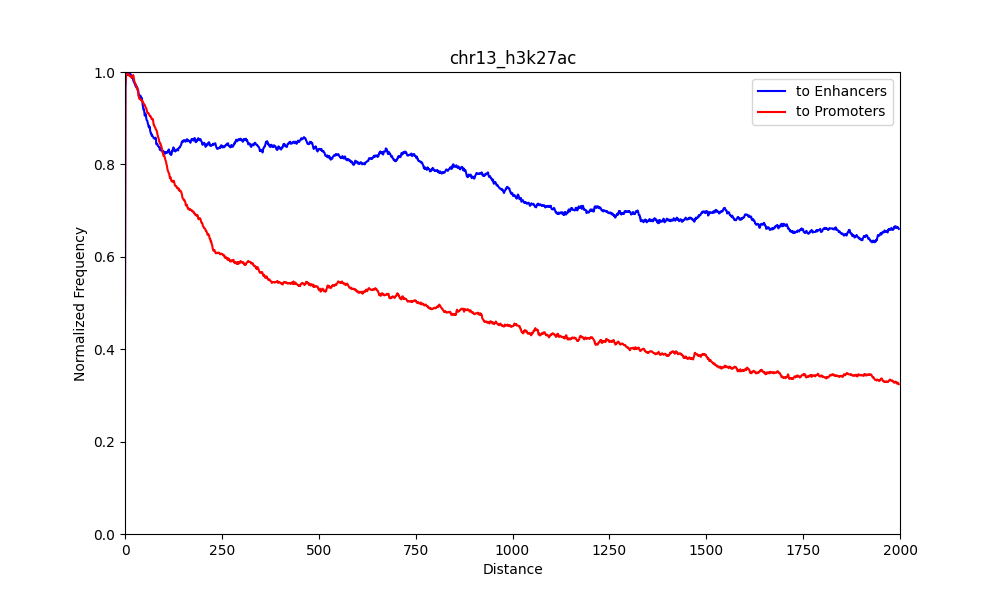 chr13_h3k27ac
1.0
0.8
0.6
0.4
0.2
0.0
Normalized Frequency
to Enhancers
to Promoters
0 250 500 750 1000 1250 1500 1750 2000
Distance